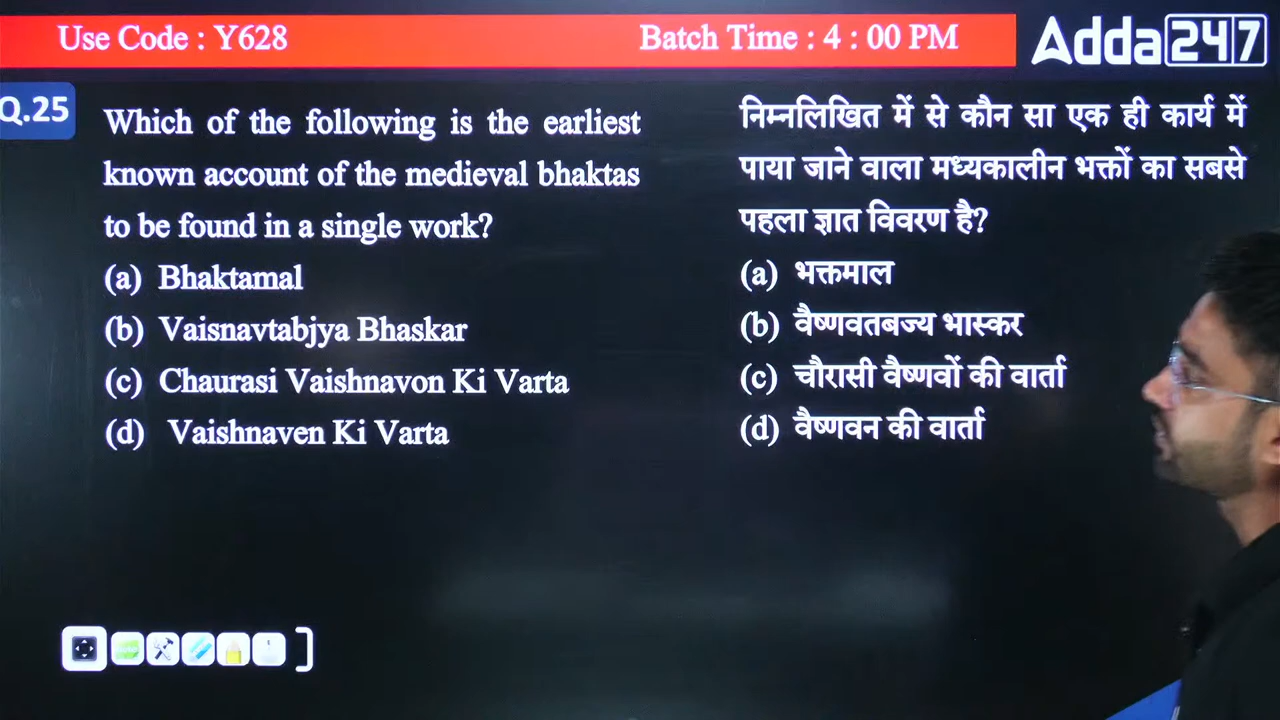 Use Code : Y628
Batch Time : 4 : 00 PM
Adda247
Q.25
Which of the following is the earliest
known account of the medieval bhaktas
to be found in a single work?
(a) Bhaktamal
(b) Vaisnavtabjya Bhaskar
(c) Chaurasi Vaishnavon Ki Varta
(d) Vaishnaven Ki Varta
निम्नलिखित में से कौन सा एक ही कार्य में
पाया जाने वाला मध्यकालीन भक्तों का सबसे
पहला ज्ञात विवरण है?
(a) भक्तमाल
(b) वैष्णवतबज्य भास्कर
(c) चौरासी वैष्णवों की वार्ता
(d) वैष्णवन की वार्ता